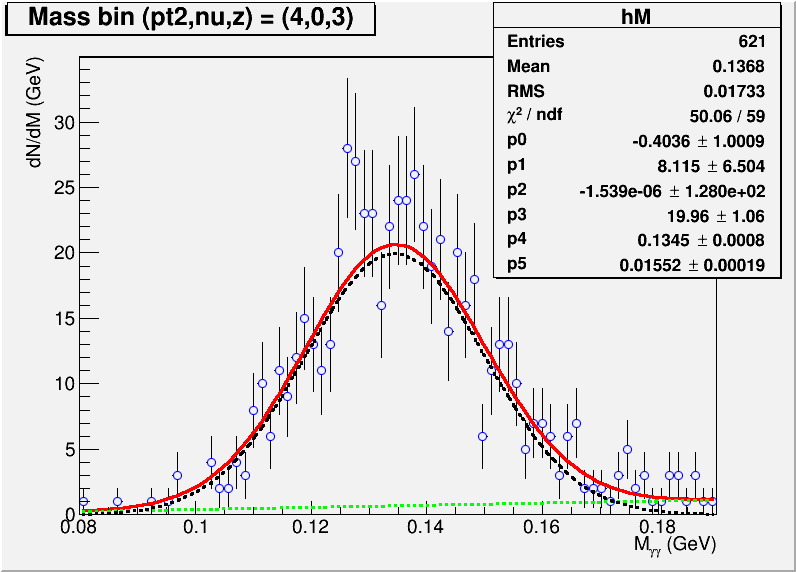 Mass bin (pt2,nu,z) = (4,0,3)
hM
Entries 621
Mean 0.1368
RMS 0.01733
χ² / ndf 50.06 / 59
p0 -0.4036 ± 1.0009
p1 8.115 ± 6.504
p2 -1.539e-06 ± 1.280e+02
p3 19.96 ± 1.06
p4 0.1345 ± 0.0008
p5 0.01552 ± 0.00019
dN/dM (GeV)
30
25
20
15
10
5
0
0.08 0.1 0.12 0.14 0.16 0.18
Mγγ (GeV)